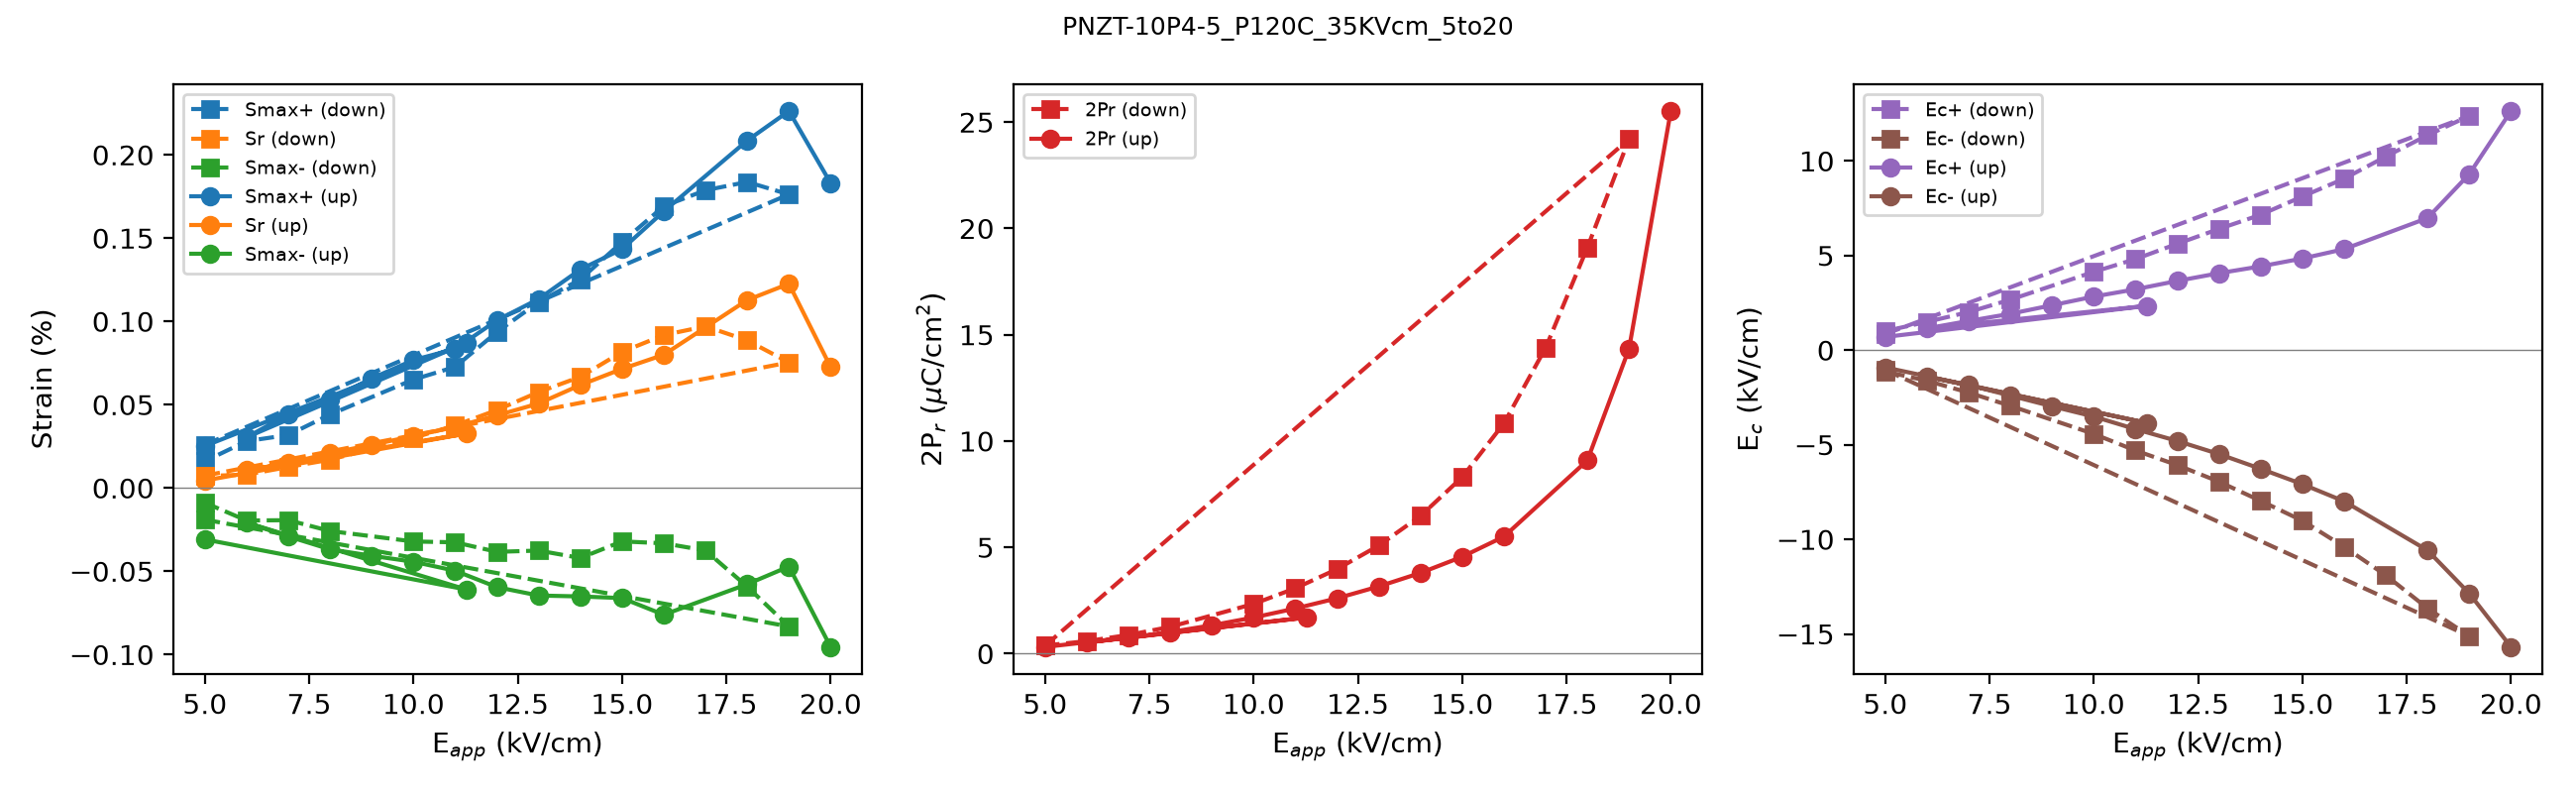 PNZT-10P4-5_P120C_35KVcm_5to20
Strain (%)
0.20
0.15
0.10
0.05
0.00
−0.05
−0.10
Smax+ (down)
Sr (down)
Smax- (down)
Smax+ (up)
Sr (up)
Smax- (up)
5.0 7.5 10.0 12.5 15.0 17.5 20.0
Eapp (kV/cm)
2Pr (μC/cm²)
25
20
15
10
5
0
2Pr (down)
2Pr (up)
5.0 7.5 10.0 12.5 15.0 17.5 20.0
Eapp (kV/cm)
Ec (kV/cm)
10
5
0
−5
−10
−15
Ec+ (down)
Ec- (down)
Ec+ (up)
Ec- (up)
5.0 7.5 10.0 12.5 15.0 17.5 20.0
Eapp (kV/cm)